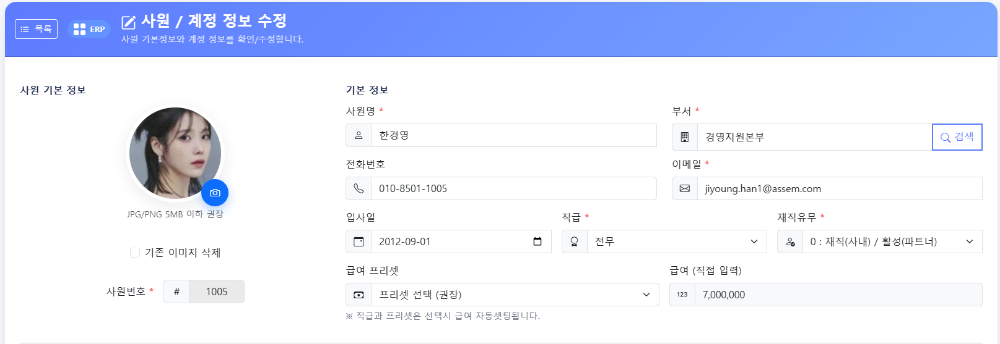 목록
ERP
사원 / 계정 정보 수정
사원 기본정보와 계정 정보를 확인/수정합니다.
사원 기본 정보
JPG/PNG 5MB 이하 권장
기존 이미지 삭제
사원번호 *
# 1005
기본 정보
사원명 *
한경영
부서 *
경영지원본부
검색
전화번호
010-8501-1005
이메일 *
jiyoung.han1@assem.com
입사일
2012-09-01
직급 *
전무
재직유무 *
0 : 재직(사내) / 활성(파트너)
급여 프리셋
프리셋 선택 (권장)
급여 (직접 입력)
123 7,000,000
※ 직급과 프리셋은 선택시 급여 자동셋팅됩니다.